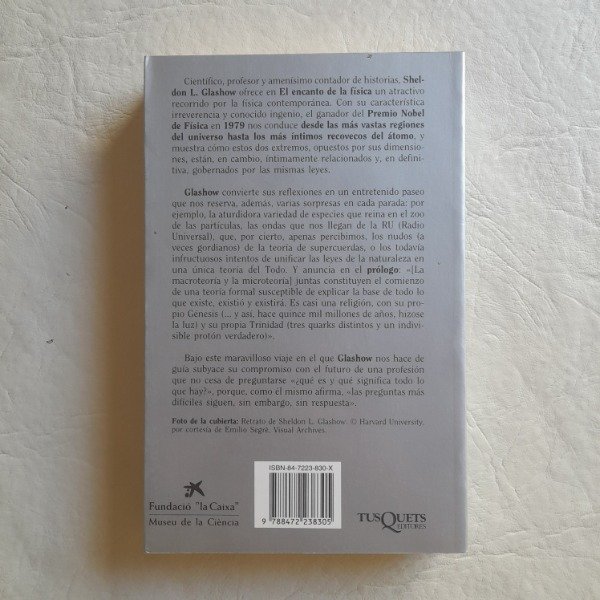 Científico, profesor y amenísimo contador de historias, Shel-
don L. Glashow ofrece en El encanto de la física un atractivo
recorrido por la física contemporánea. Con su característica
irreverencia y conocido ingenio, el ganador del Premio Nobel
de Física en 1979 nos conduce desde las más vastas regiones
del universo hasta los más íntimos recovecos del átomo, y
muestra cómo estos dos extremos, opuestos por sus dimensio-
nes, están, en cambio, íntimamente relacionados y, en defini-
tiva, gobernados por las mismas leyes.
Glashow convierte sus reflexiones en un entretenido paseo
que nos reserva, además, varias sorpresas en cada parada: por
ejemplo, la aturdidora variedad de especies que reina en el zoo
de las partículas, las ondas que nos llegan de la RU (Radio
Universal), que, por cierto, apenas percibimos, los nudos (a
veces gordianos) de la teoría de supercuerdas, o los todavía
infructuosos intentos de unificar las leyes de la naturaleza en
una única teoría del Todo. Y anuncia en el prólogo: «[La
macroteoría y la microteoría] juntas constituyen el comienzo
de una teoría formal susceptible de explicar la base de todo lo
que existe, existió y existirá. Es casi una religión, con su pro-
pio Génesis (... y así, hace quince mil millones de años, hízose
la luz) y su propia Trinidad (tres quarks distintos y un indivi-
sible protón verdadero)».
Bajo este maravilloso viaje en el que Glashow nos hace de
guía subyace su compromiso con el futuro de una profesión
que no cesa de preguntarse «¿qué es y qué significa todo lo
que hay?», porque, como él mismo afirma, «las preguntas más
difíciles siguen, sin embargo, sin respuesta».
Foto de la cubierta: Retrato de Sheldon L. Glashow. © Harvard University,
por cortesía de Emilio Segrè, Visual Archives.
ISBN-84-7223-830-X
9 788472 238305
Fundació "la Caixa"
Museu de la Ciència
TUSQUETS
EDITORES